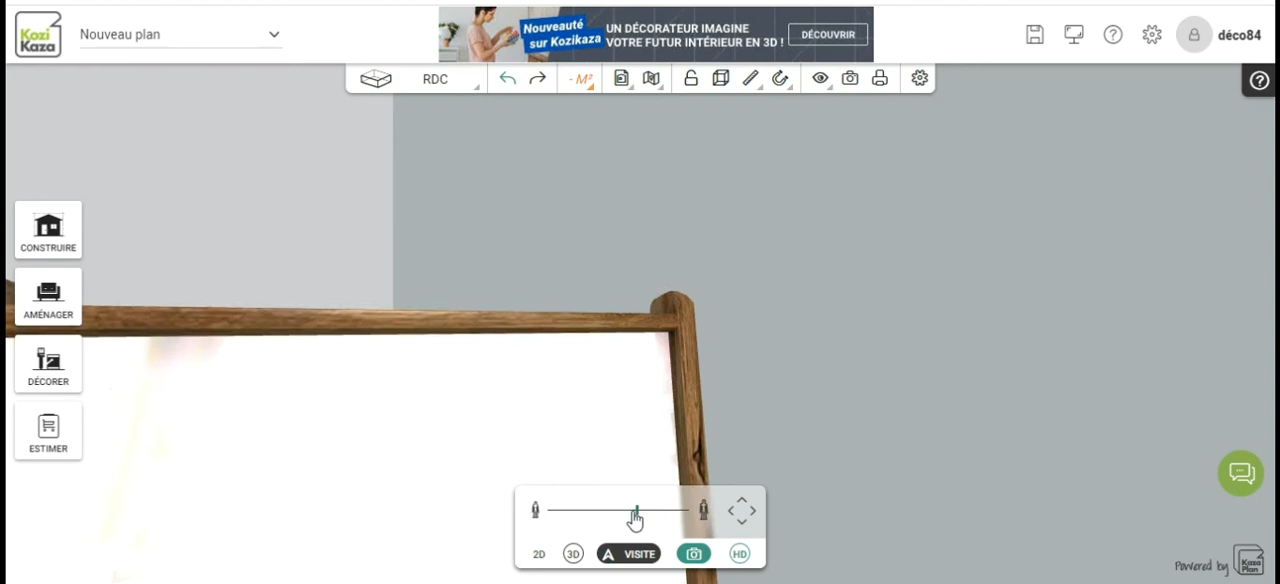 Kozi
Kaza
Nouveau plan
Nouveauté
sur Kozikaza
UN DÉCORATEUR IMAGINE
VOTRE FUTUR INTÉRIEUR EN 3D !
DÉCOUVRIR
déco84
RDC
- M²
CONSTRUIRE
AMÉNAGER
DÉCORER
ESTIMER
2D
3D
VISITE
HD
Powered by
Kaza
Plan